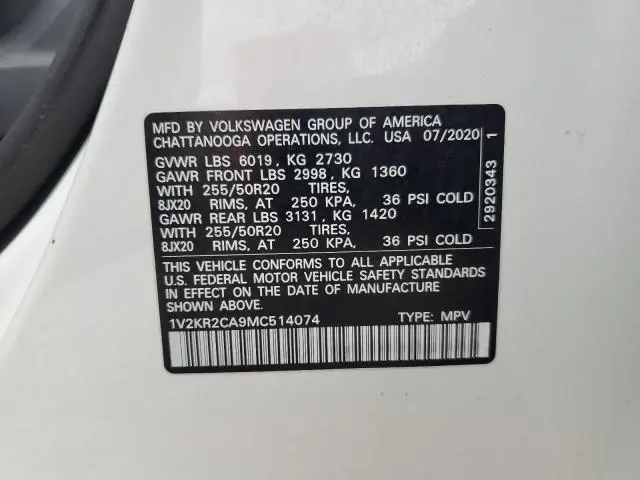 MFD BY VOLKSWAGEN GROUP OF AMERICA
CHATTANOOGA OPERATIONS, LLC. USA 07/2020
GVWR LBS 6019, KG 2730
GAWR FRONT LBS 2998, KG 1360
WITH 255/50R20 TIRES,
8JX20 RIMS, AT 250 KPA, 36 PSI COLD
GAWR REAR LBS 3131, KG 1420
WITH 255/50R20 TIRES,
8JX20 RIMS, AT 250 KPA, 36 PSI COLD
THIS VEHICLE CONFORMS TO ALL APPLICABLE
U.S. FEDERAL MOTOR VEHICLE SAFETY STANDARDS
IN EFFECT ON THE DATE OF MANUFACTURE
SHOWN ABOVE.
1V2KR2CA9MC514074 TYPE: MPV
2920343 1